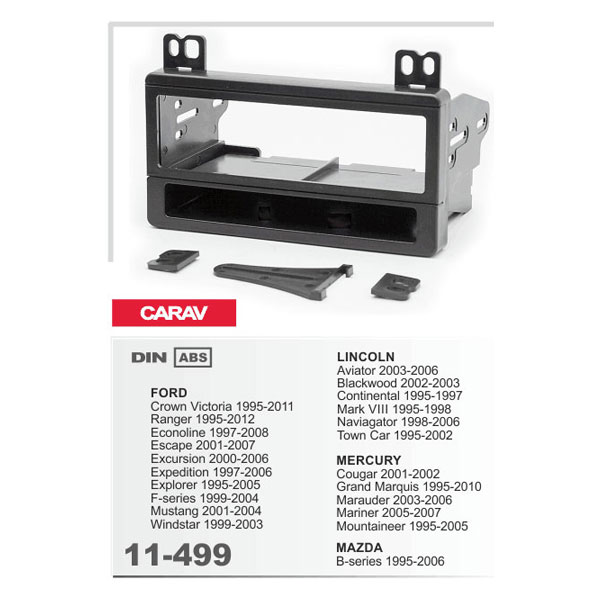 CARAV
DIN ABS
FORD
Crown Victoria 1995-2011
Ranger 1995-2012
Econoline 1997-2008
Escape 2001-2007
Excursion 2000-2006
Expedition 1997-2006
Explorer 1995-2005
F-series 1999-2004
Mustang 2001-2004
Windstar 1999-2003
11-499
LINCOLN
Aviator 2003-2006
Blackwood 2002-2003
Continental 1995-1997
Mark VIII 1995-1998
Naviagator 1998-2006
Town Car 1995-2002
MERCURY
Cougar 2001-2002
Grand Marquis 1995-2010
Marauder 2003-2006
Mariner 2005-2007
Mountaineer 1995-2005
MAZDA
B-series 1995-2006